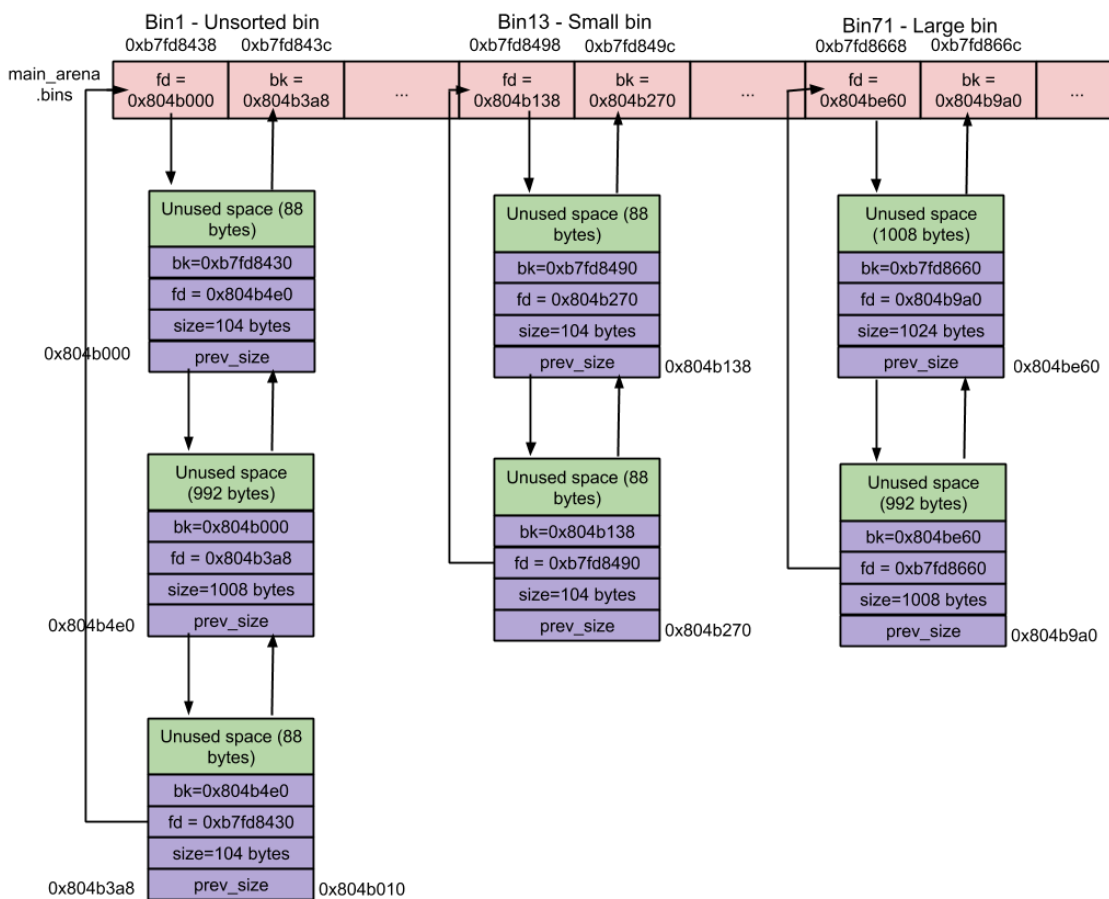 Bin1 - Unsorted bin
0xb7fd8438
0xb7fd843c
Bin13 - Small bin
0xb7fd8498
0xb7fd849c
Bin71 - Large bin
0xb7fd8668
0xb7fd866c
main_arena
.bins
fd =
0x804b000
bk =
0x804b3a8
...
fd =
0x804b138
bk =
0x804b270
...
fd =
0x804be60
bk =
0x804b9a0
...
Unused space (88
bytes)
bk=0xb7fd8430
fd = 0x804b4e0
size=104 bytes
prev_size
0x804b000
Unused space
(992 bytes)
bk=0x804b000
fd = 0x804b3a8
size=1008 bytes
prev_size
0x804b4e0
Unused space (88
bytes)
bk=0x804b4e0
fd = 0xb7fd8430
size=104 bytes
prev_size
0x804b3a8
0x804b010
Unused space (88
bytes)
bk=0xb7fd8490
fd = 0x804b270
size=104 bytes
prev_size
0x804b138
Unused space (88
bytes)
bk=0x804b138
fd = 0xb7fd8490
size=104 bytes
prev_size
0x804b270
Unused space
(1008 bytes)
bk=0xb7fd8660
fd = 0x804b9a0
size=1024 bytes
prev_size
0x804be60
Unused space
(992 bytes)
bk=0x804be60
fd = 0xb7fd8660
size=1008 bytes
prev_size
0x804b9a0